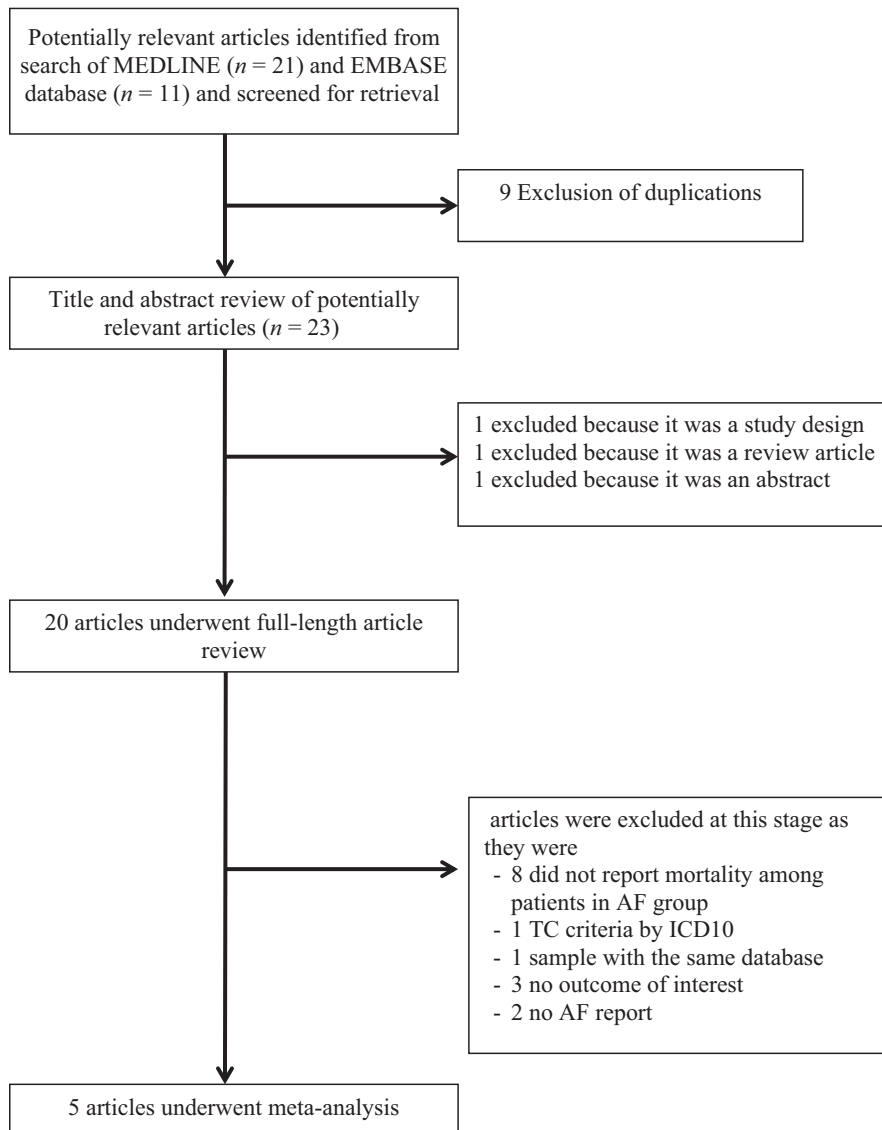 Potentially relevant articles identified from
search of MEDLINE (n = 21) and EMBASE
database (n = 11) and screened for retrieval
9 Exclusion of duplications
Title and abstract review of potentially
relevant articles (n = 23)
1 excluded because it was a study design
1 excluded because it was a review article
1 excluded because it was an abstract
20 articles underwent full-length article
review
articles were excluded at this stage as
they were
- 8 did not report mortality among
patients in AF group
- 1 TC criteria by ICD10
- 1 sample with the same database
- 3 no outcome of interest
- 2 no AF report
5 articles underwent meta-analysis